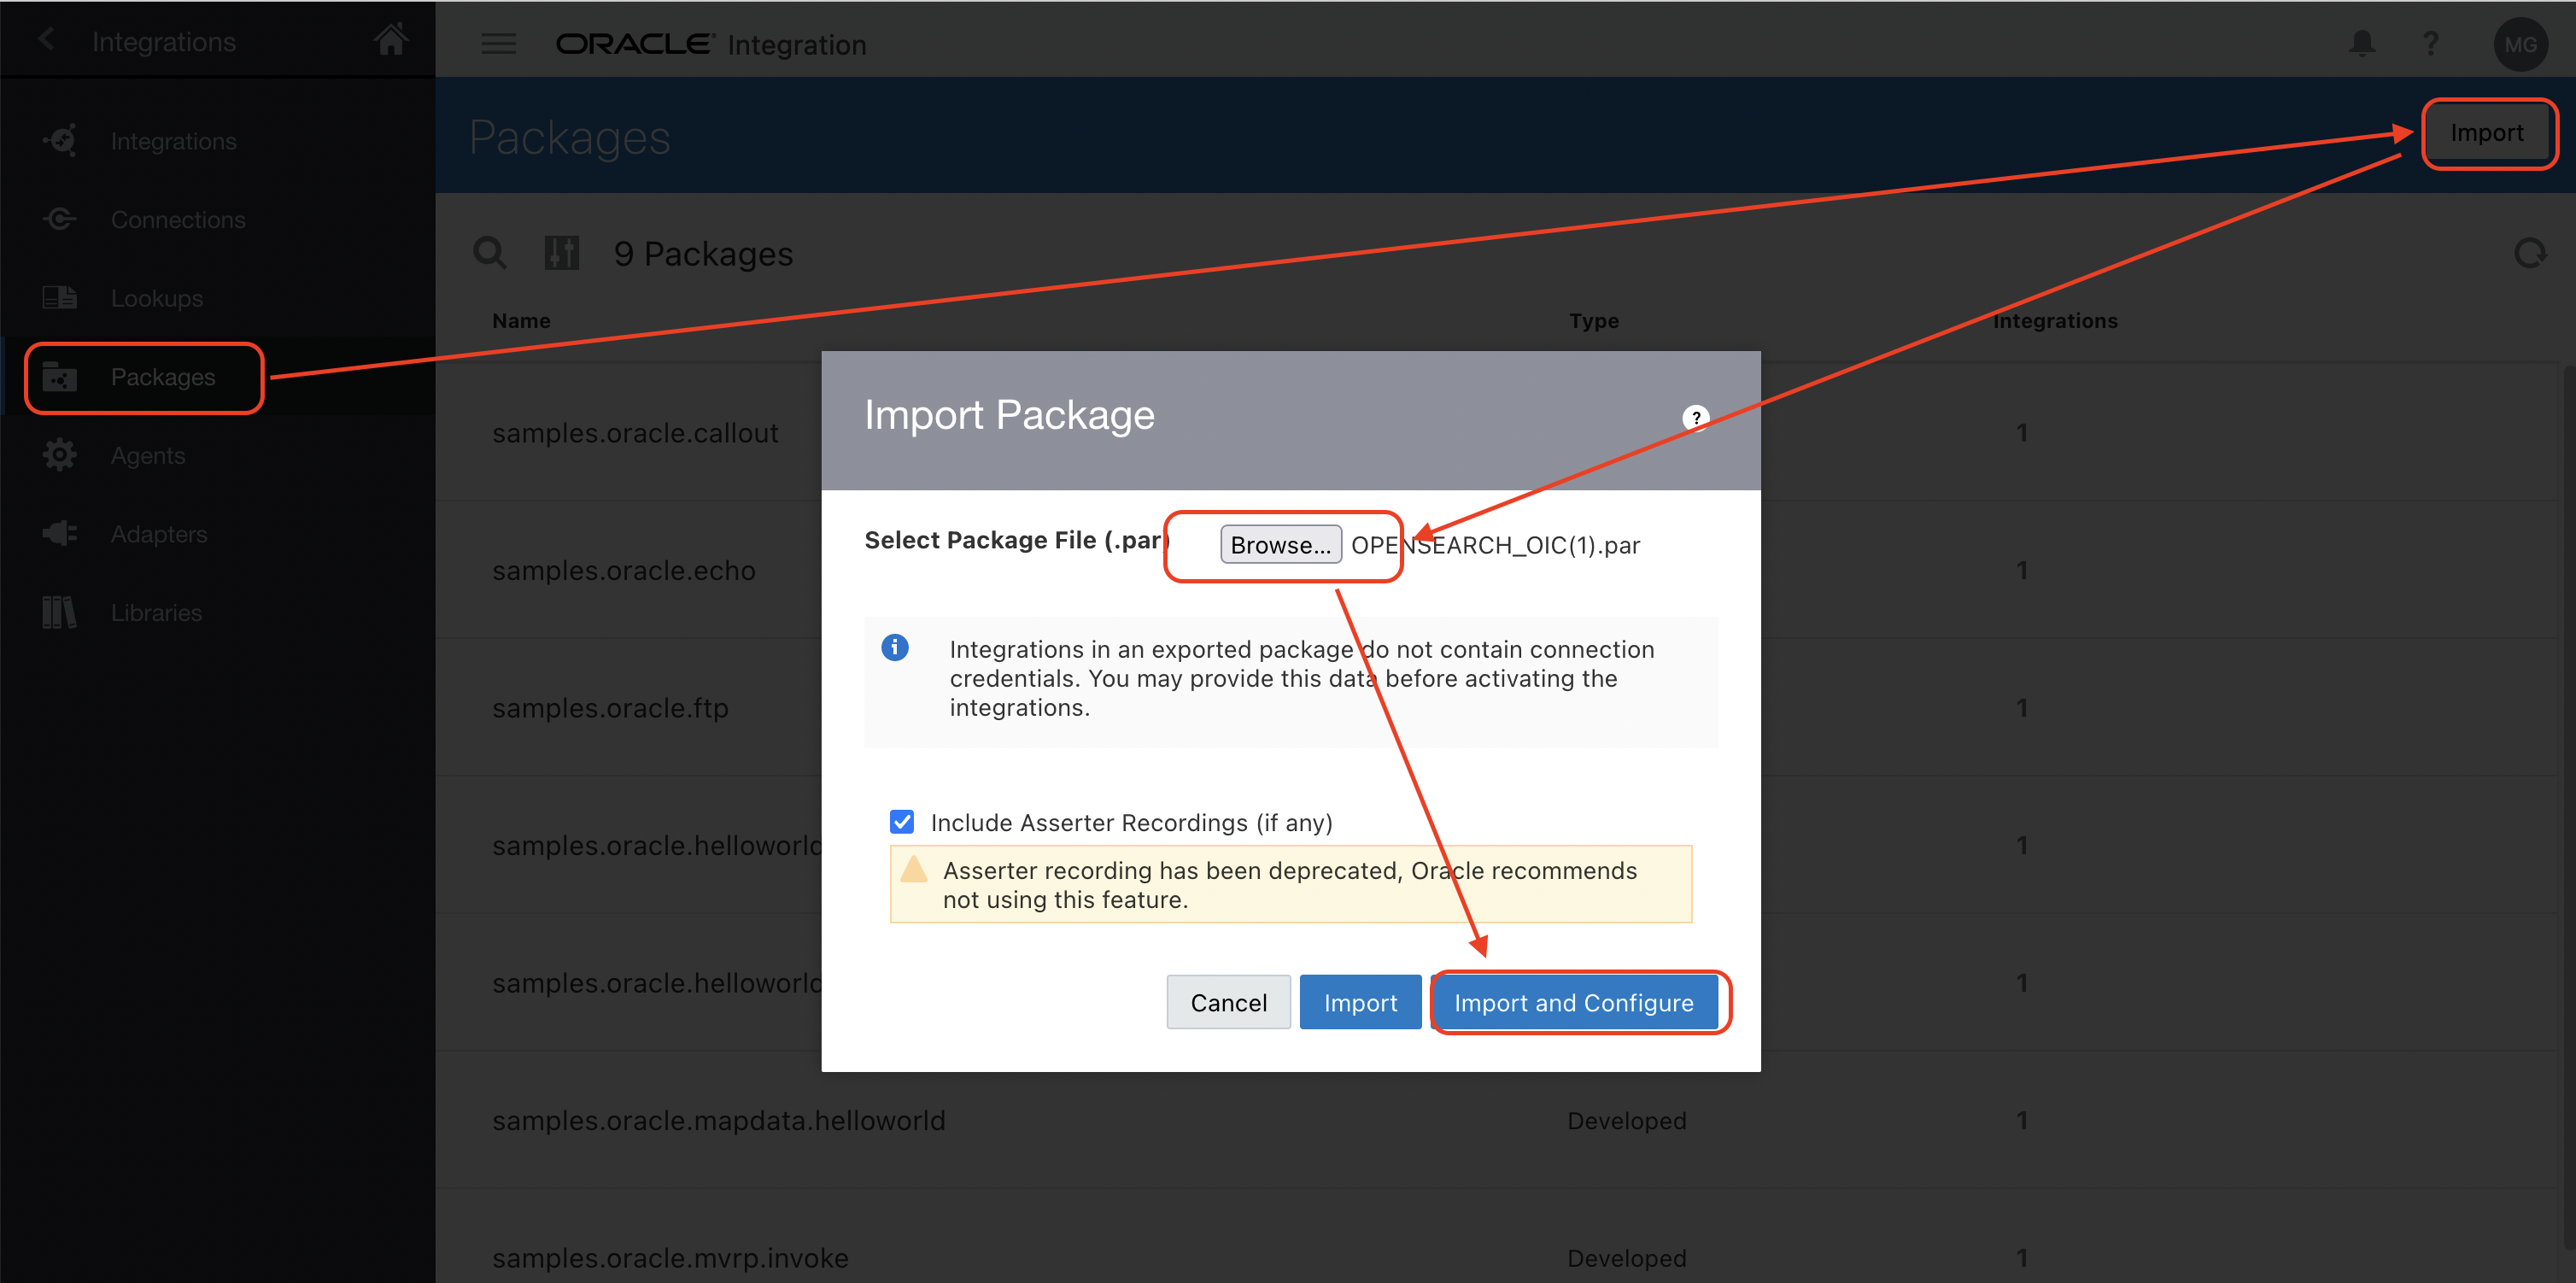 Integrations
ORACLE Integration
?
MG
Integrations
Connections
Lookups
Packages
Agents
Adapters
Libraries
Packages
Import
9 Packages
Name
Type
Integrations
samples.oracle.callout
1
samples.oracle.echo
1
samples.oracle.ftp
1
samples.oracle.helloworld
1
samples.oracle.helloworld
1
samples.oracle.mapdata.helloworld
Developed
1
samples.oracle.mvrp.invoke
Developed
1
Import Package
?
Select Package File (.par)
Browse... OPENSEARCH_OIC(1).par
Integrations in an exported package do not contain connection
credentials. You may provide this data before activating the
integrations.
Include Asserter Recordings (if any)
Asserter recording has been deprecated, Oracle recommends
not using this feature.
Cancel
Import
Import and Configure